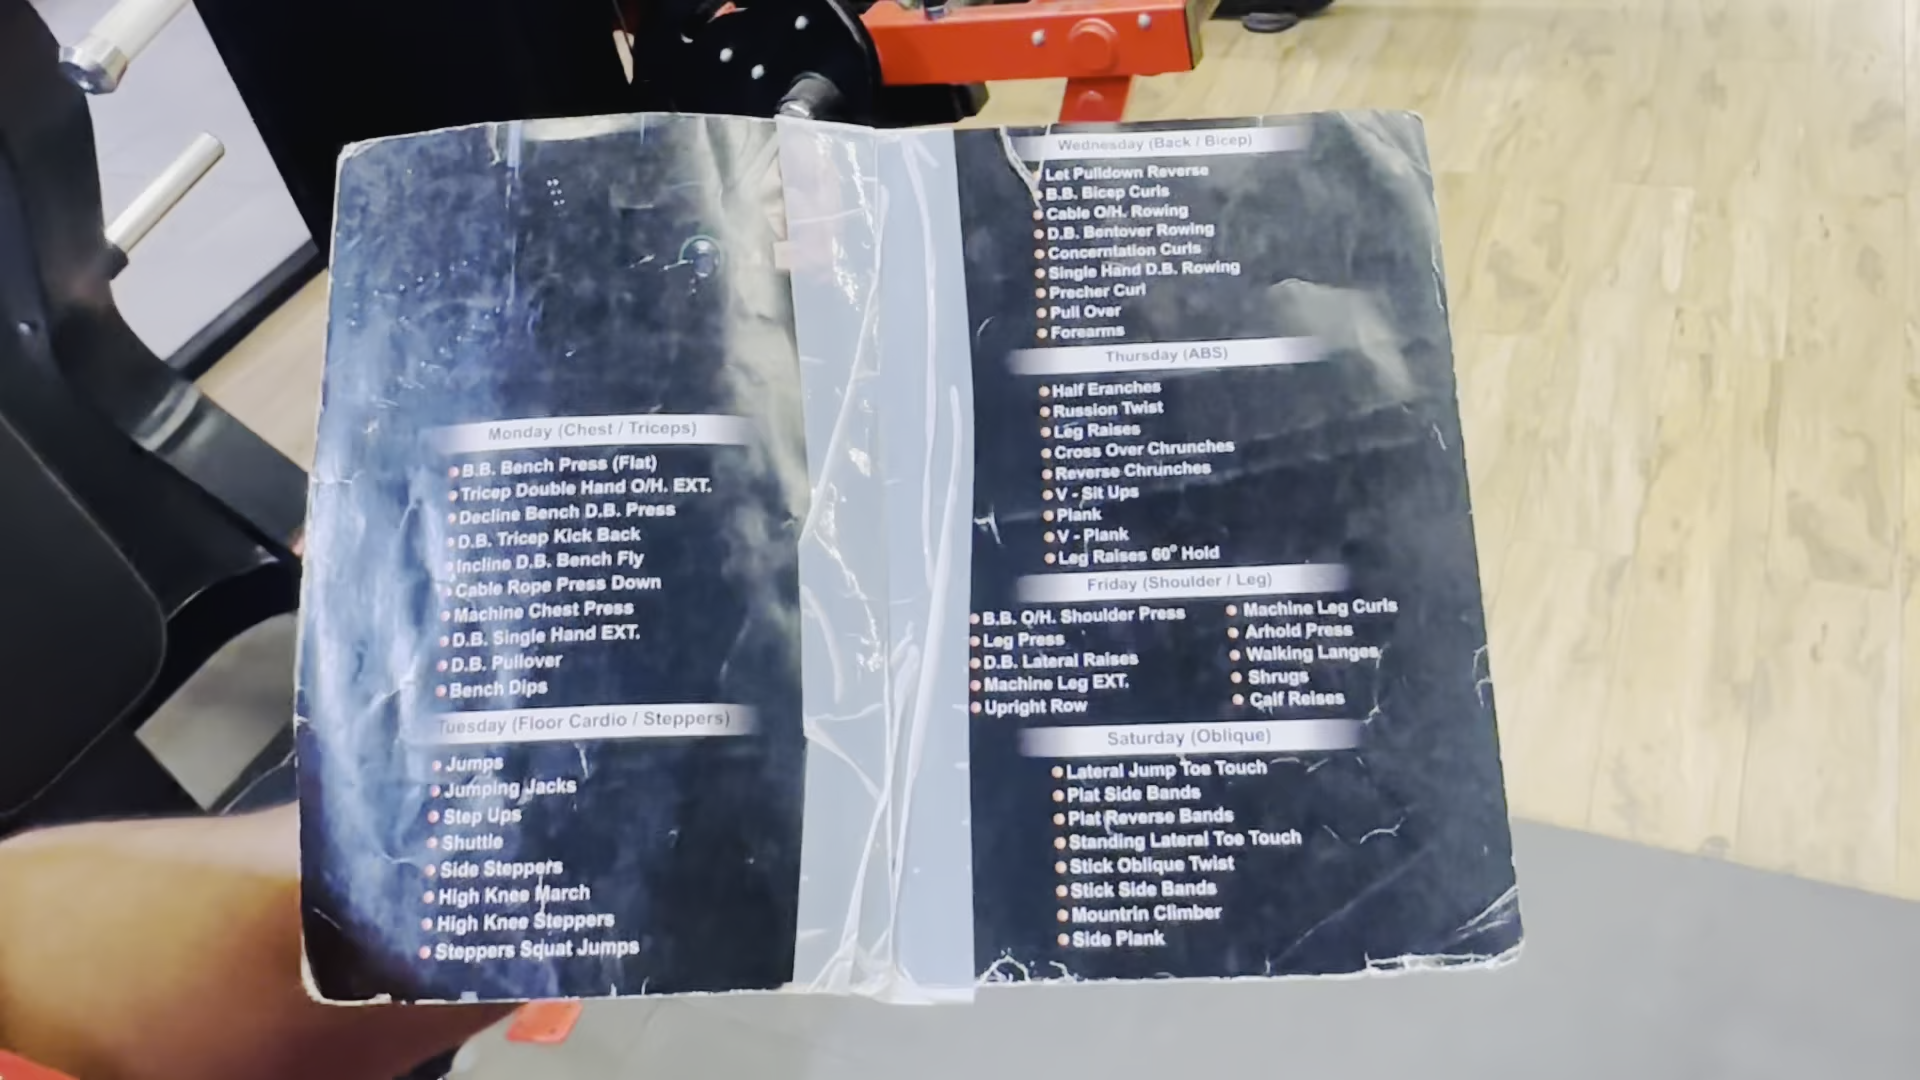 Monday (Chest / Triceps)
B.B. Bench Press (Flat)
Tricep Double Hand O/H. EXT.
Decline Bench D.B. Press
D.B. Tricep Kick Back
Incline D.B. Bench Fly
Cable Rope Press Down
Machine Chest Press
D.B. Single Hand EXT.
D.B. Pullover
Bench Dips
Tuesday (Floor Cardio / Steppers)
Jumps
Jumping Jacks
Step Ups
Shuttle
Side Steppers
High Knee March
High Knee Steppers
Steppers Squat Jumps
Wednesday (Back / Bicep)
Let Pulldown Reverse
B.B. Bicep Curls
Cable O/H. Rowing
D.B. Bentover Rowing
Concerntation Curls
Single Hand D.B. Rowing
Precher Curl
Pull Over
Forearms
Thursday (ABS)
Half Eranches
Russion Twist
Leg Raises
Cross Over Chrunches
Reverse Chrunches
V - Sit Ups
Plank
V - Plank
Leg Raises 60° Hold
Friday (Shoulder / Leg)
B.B. O/H. Shoulder Press
Leg Press
D.B. Lateral Raises
Machine Leg EXT.
Upright Row
Machine Leg Curls
Arhold Press
Walking Langes
Shrugs
Calf Reises
Saturday (Oblique)
Lateral Jump Toe Touch
Plat Side Bands
Plat Reverse Bands
Standing Lateral Toe Touch
Stick Oblique Twist
Stick Side Bands
Mountrin Climber
Side Plank